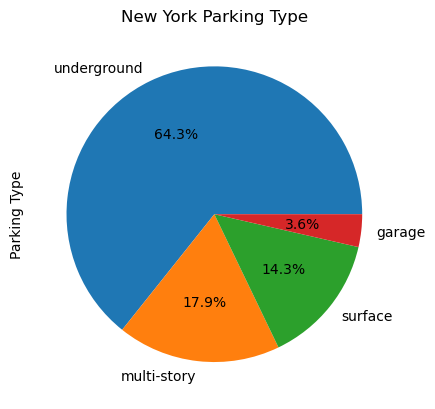 New York Parking Type
underground
64.3%
Parking Type
3.6%
garage
14.3%
17.9%
surface
multi-story